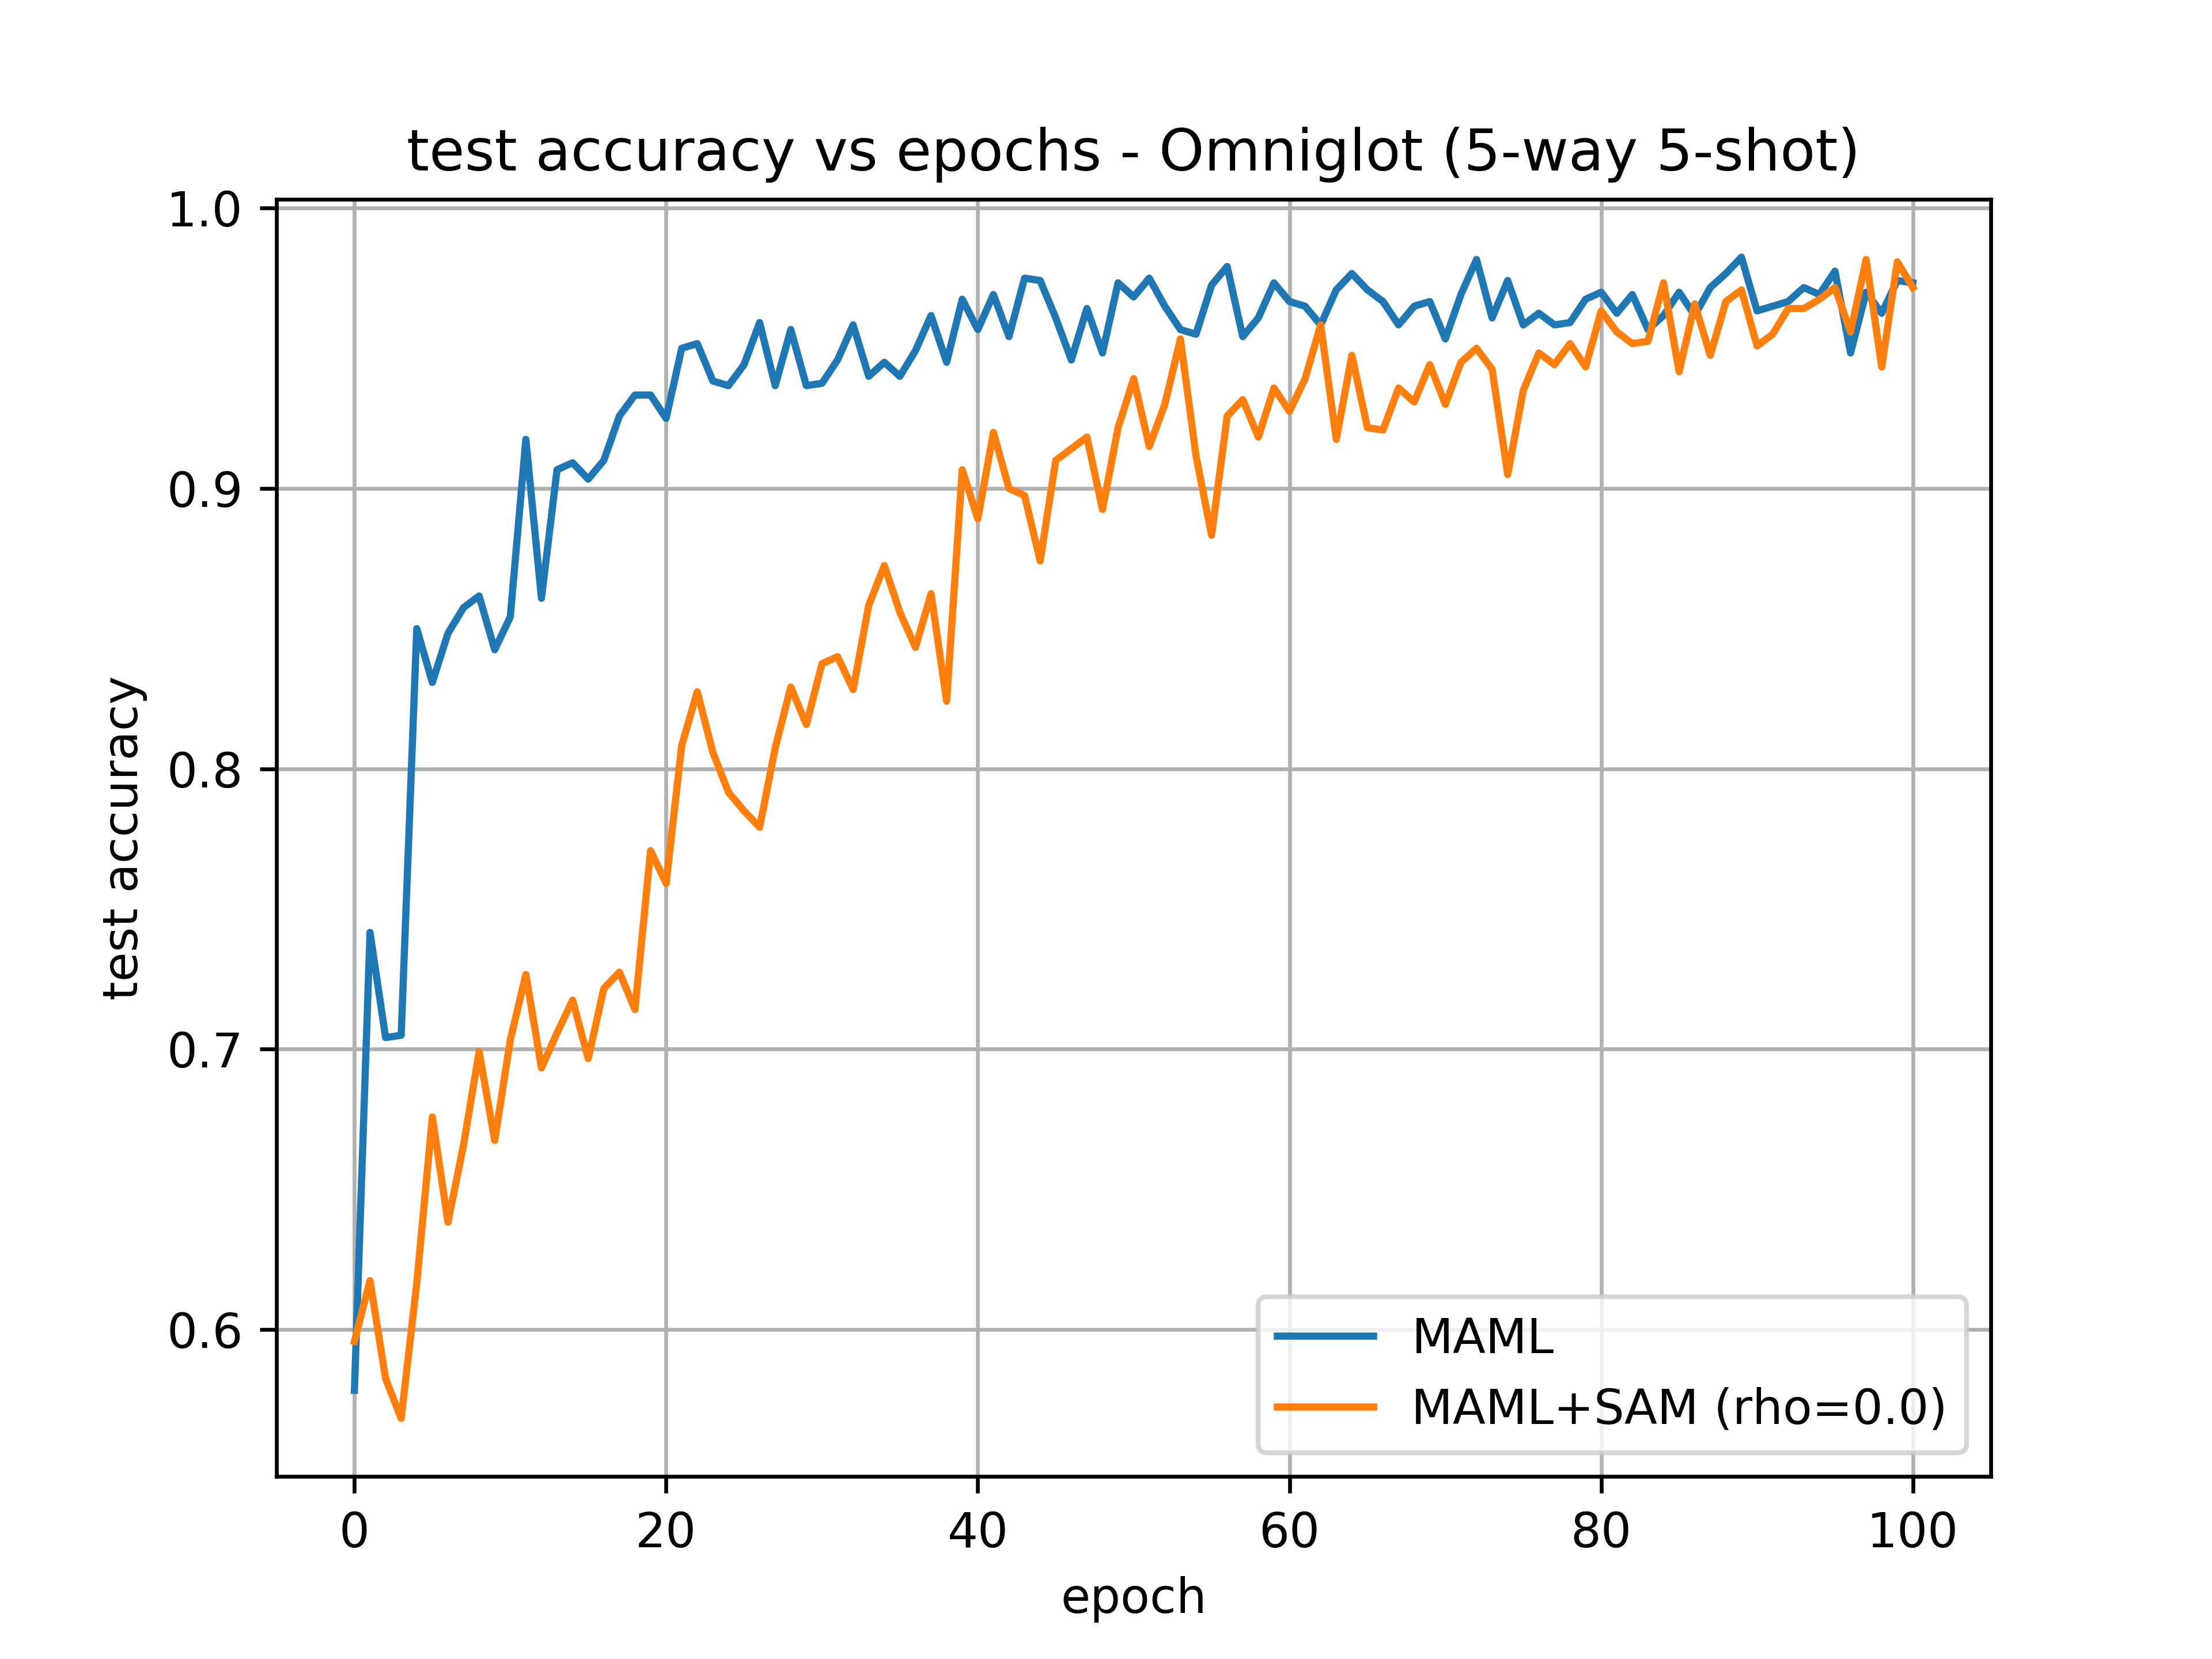 test accuracy vs epochs - Omniglot (5-way 5-shot)
1.0
0.9
0.8
0.7
0.6
test accuracy
MAML
MAML+SAM (rho=0.0)
0 20 40 60 80 100
epoch